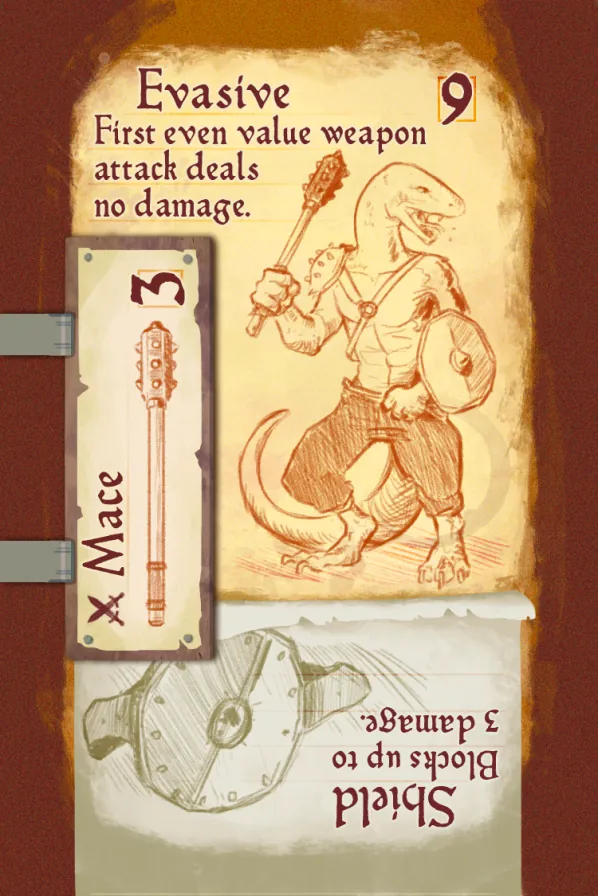 Evasive
9
First even value weapon
attack deals
no damage.
3
X Mace
Shield
Blocks up to
3 damage.